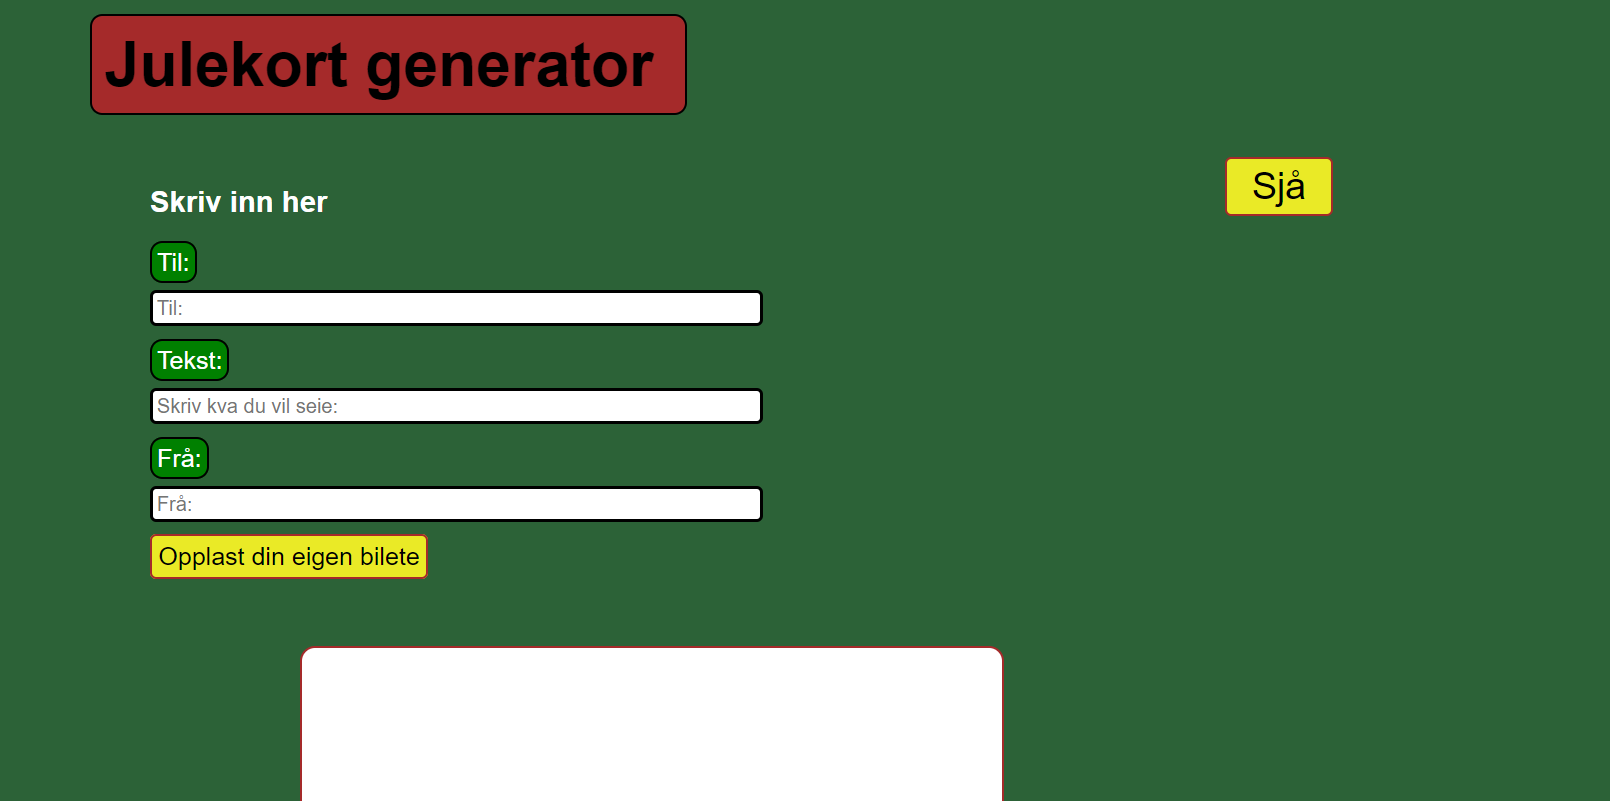 Julekort generator
Sjå
Skriv inn her
Til:
Til:
Tekst:
Skriv kva du vil seie:
Frå:
Frå:
Opplast din eigen bilete